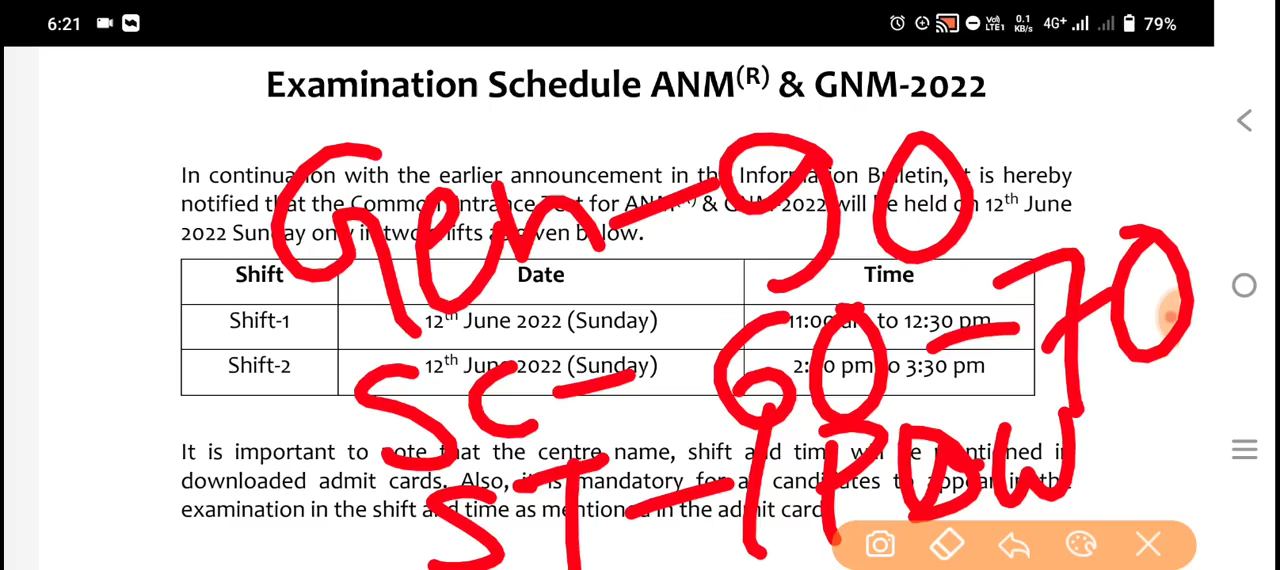 6:21 Vo) LTE1 0.1 KB/s 4G+ 79%
Examination Schedule ANM(R) & GNM-2022
In continuation with the earlier announcement in the Information Bulletin, it is hereby
notified that the Common Entrance Test for ANM(R) & GNM-2022 will be held on 12th June
2022 Sunday only in two shifts as given below.
Gen - 90
Shift Date Time
Shift-1 12th June 2022 (Sunday) 11:00 am to 12:30 pm
Shift-2 12th June 2022 (Sunday) 2:00 pm to 3:30 pm
SC - 60 - 70
It is important to note that the centre name, shift and time will be mentioned in
downloaded admit cards. Also, it is mandatory for all candidates to appear in the
examination in the shift and time as mentioned in the admit card
ST -